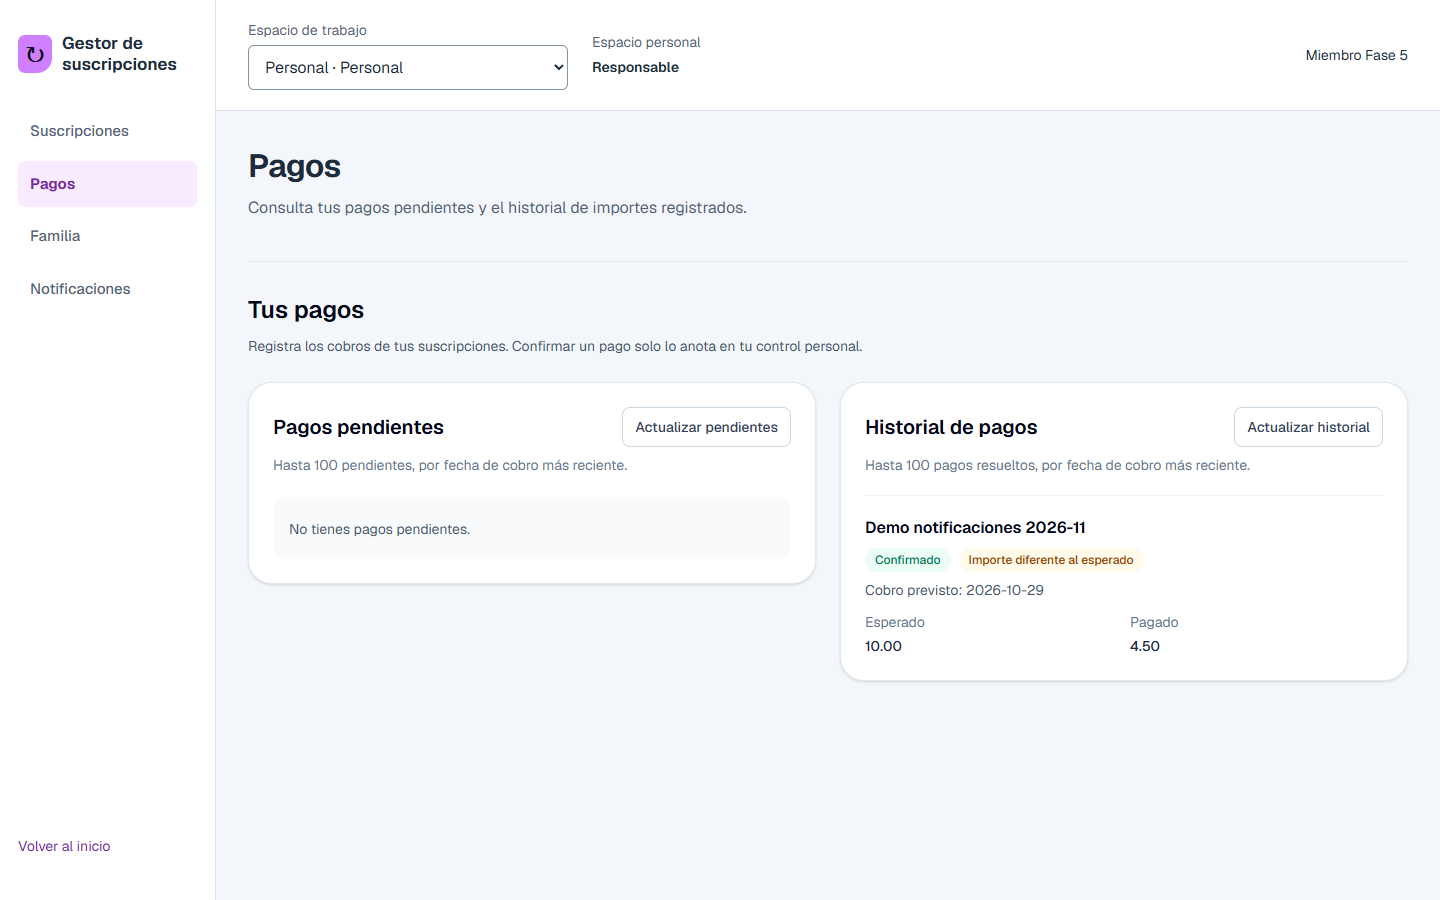 Gestor de
suscripciones
Suscripciones
Pagos
Familia
Notificaciones
Volver al inicio
Espacio de trabajo
Personal · Personal
Espacio personal
Responsable
Miembro Fase 5
Pagos
Consulta tus pagos pendientes y el historial de importes registrados.
Tus pagos
Registra los cobros de tus suscripciones. Confirmar un pago solo lo anota en tu control personal.
Pagos pendientes
Actualizar pendientes
Hasta 100 pendientes, por fecha de cobro más reciente.
No tienes pagos pendientes.
Historial de pagos
Actualizar historial
Hasta 100 pagos resueltos, por fecha de cobro más reciente.
Demo notificaciones 2026-11
Confirmado
Importe diferente al esperado
Cobro previsto: 2026-10-29
Esperado
Pagado
10.00
4.50